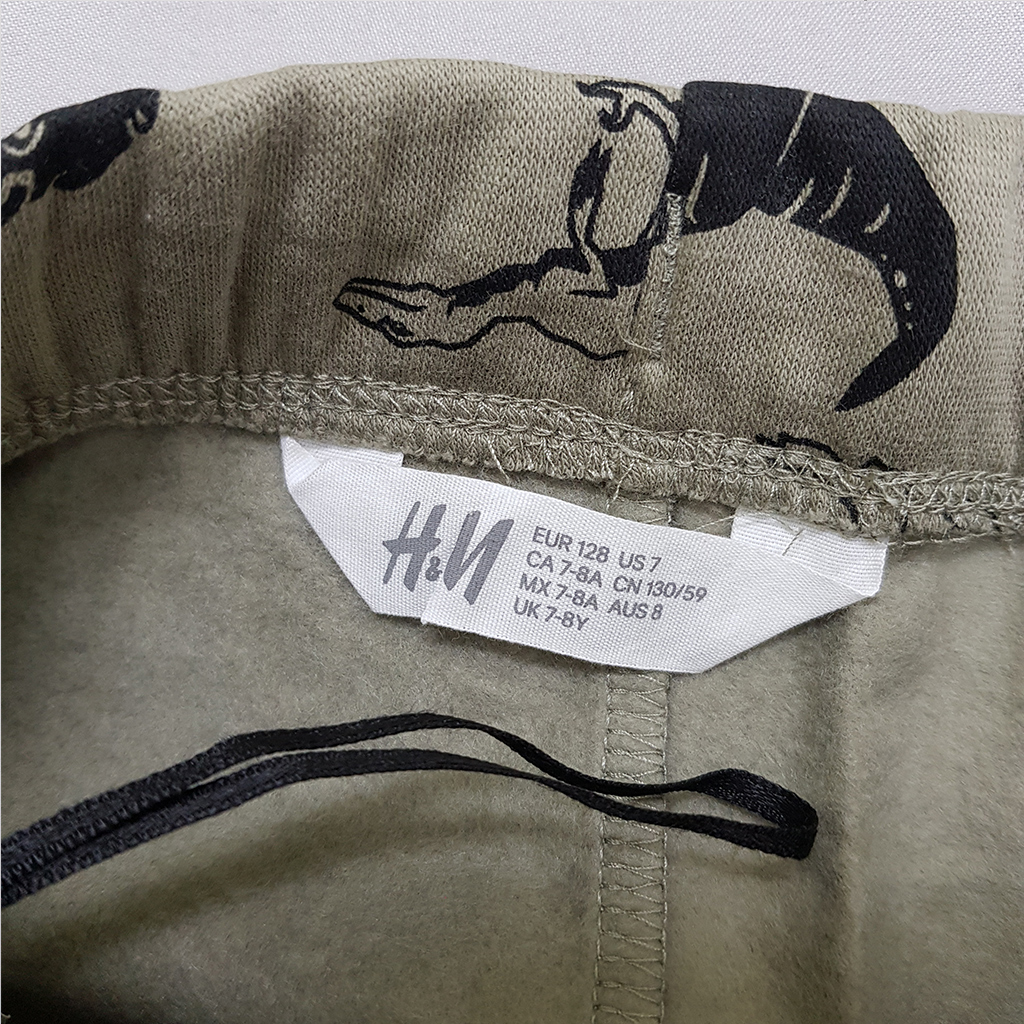 H&M
EUR 128 US 7
CA 7-8A CN 130/59
MX 7-8A AUS 8
UK 7-8Y